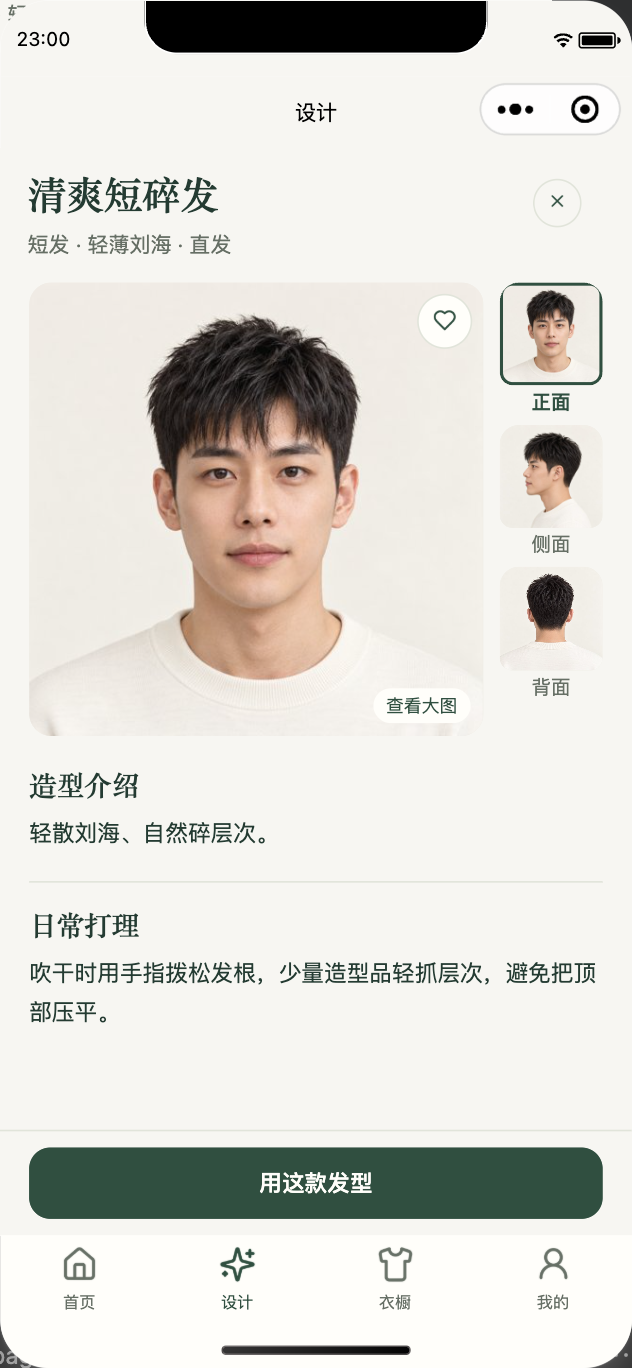 23:00
设计
清爽短碎发
短发 · 轻薄刘海 · 直发
正面
侧面
背面
查看大图
造型介绍
轻散刘海、自然碎层次。
日常打理
吹干时用手指拨松发根，少量造型品轻抓层次，避免把顶
部压平。
用这款发型
首页
设计
衣橱
我的